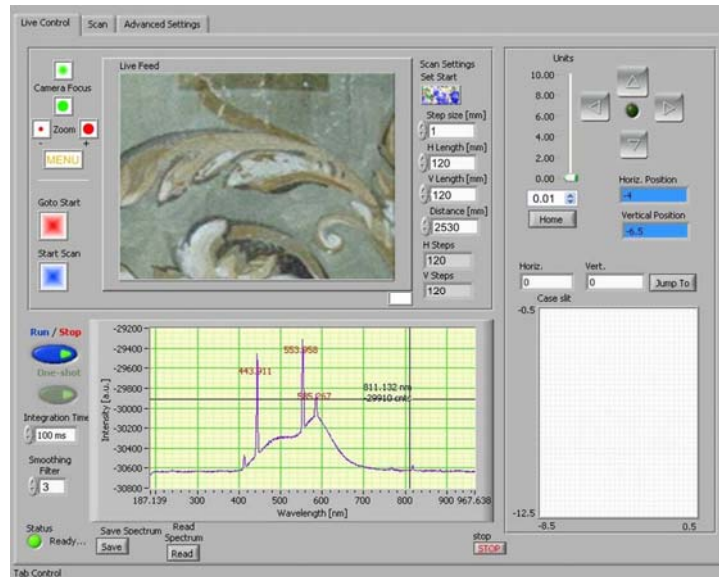 Live Control Scan Advanced Settings
Camera Focus
Zoom
- +
MENU
Goto Start
Start Scan
Live Feed
Scan Settings
Set Start
Step size [mm]
1
H Length [mm]
120
V Length [mm]
120
Distance [mm]
2530
H Steps
120
V Steps
120
Units
10.00
8.00
6.00
4.00
2.00
0.00
0.01
Home
Horiz. Position
-4
Vertical Position
-6.5
Horiz. Vert.
0 0 Jump To
Case slit
-0.5
-12.5
-8.5 0.5
Run / Stop
One-shot
Integration Time
100 ms
Smoothing
Filter
3
Status
Ready...
Intensity [a.u.]
-29200
-29400
-29600
-29800
-30000
-30200
-30400
-30600
-30800
443.911
553.958
585.267
811.132 nm
-29910 cnts
187.139 300 400 500 600 700 800 900 967.638
Wavelength [nm]
Save Spectrum
Save
Read
Spectrum
Read
stop
STOP
Tab Control